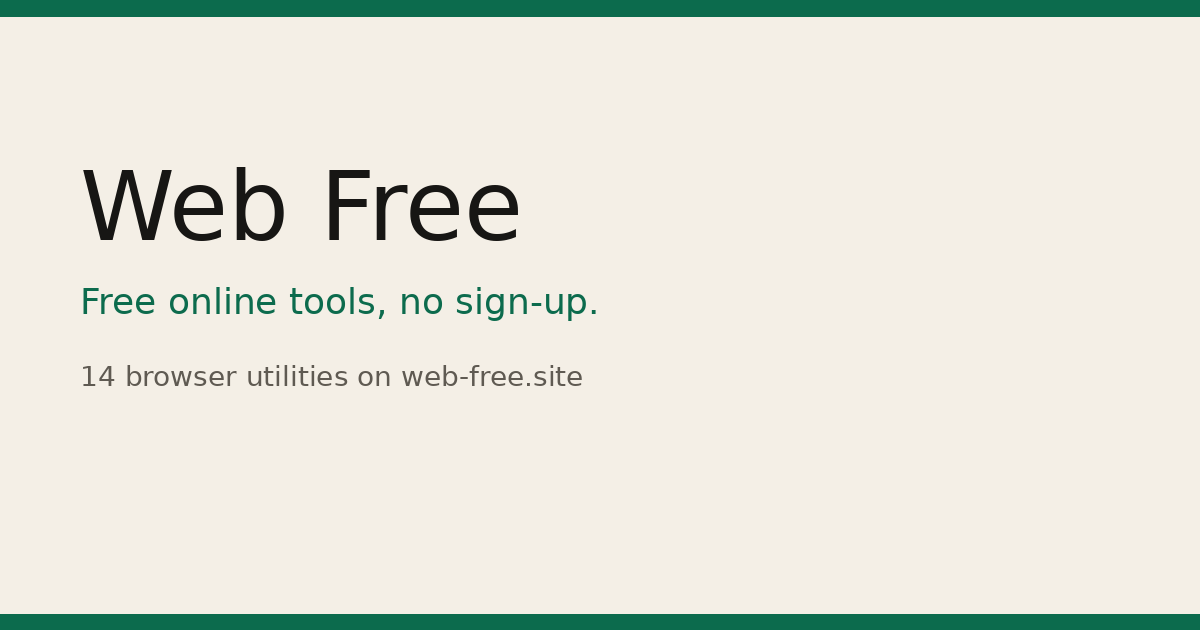 Web Free
Free online tools, no sign-up.
14 browser utilities on web-free.site